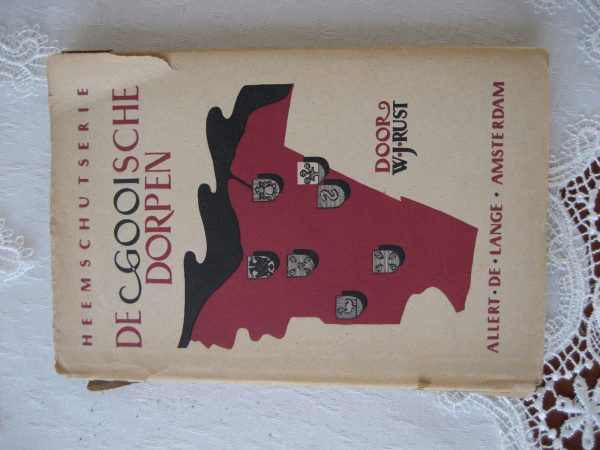 HEEMSCHUTSERIE
DE GOOISCHE
DORPEN
DOOR
W·J·RUST
ALLERT·DE·LANGE·AMSTERDAM